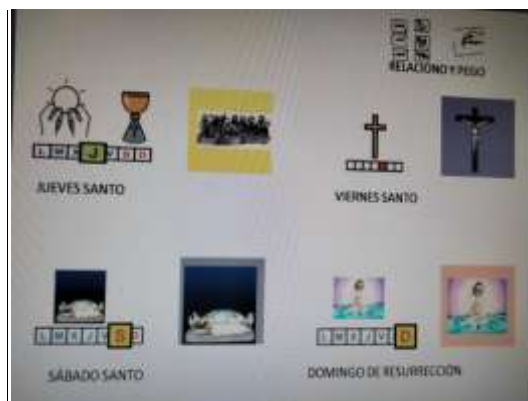 RELACIONO Y PEGO
L M X J V S D
JUEVES SANTO
VIERNES SANTO
L M X J V S D
L M X J V D
SÁBADO SANTO
DOMINGO DE RESURRECCIÓN